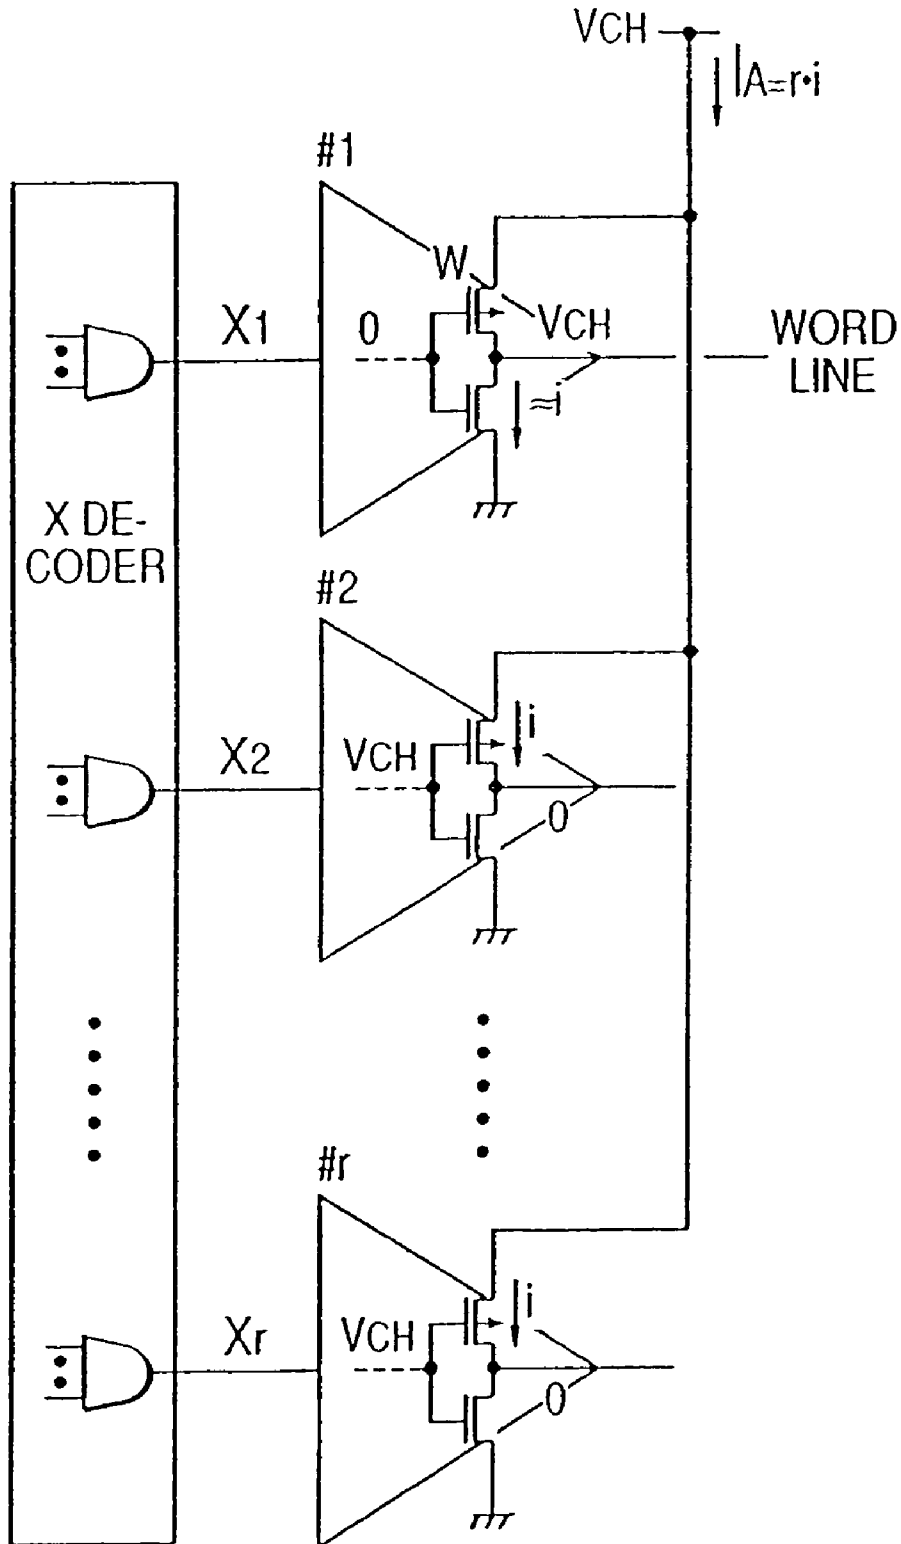 VCH
IA=r•i
#1
W
X1
0
VCH
WORD
LINE
≈i
X DE-
CODER
#2
i
X2
VCH
0
#r
i
Xr
VCH
0